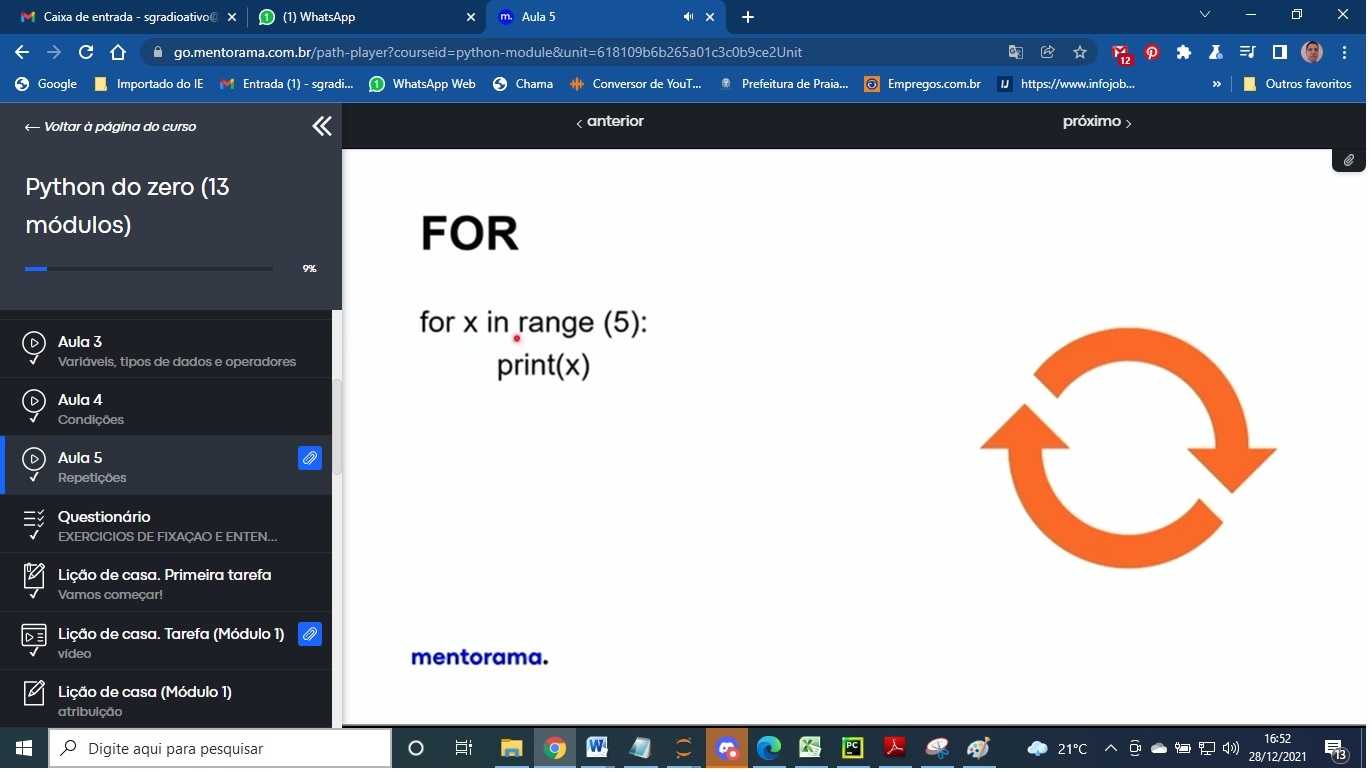 Caixa de entrada - sgradioativo@
(1) WhatsApp
Aula 5
go.mentorama.com.br/path-player?courseid=python-module&unit=618109b6b265a01c3c0b9ce2Unit
12
Google
Importado do IE
Entrada (1) - sgradi...
WhatsApp Web
Chama
Conversor de YouT...
Prefeitura de Praia...
Empregos.com.br
https://www.infojob...
»
Outros favoritos
← Voltar à página do curso
‹ anterior
próximo ›
Python do zero (13
módulos)
9%
Aula 3
Variáveis, tipos de dados e operadores
Aula 4
Condições
Aula 5
Repetições
Questionário
EXERCICIOS DE FIXAÇAO E ENTEN...
Lição de casa. Primeira tarefa
Vamos começar!
Lição de casa. Tarefa (Módulo 1)
vídeo
Lição de casa (Módulo 1)
atribuição
FOR
for x in range (5):
print(x)
mentorama.
Digite aqui para pesquisar
21°C
16:52
28/12/2021
13